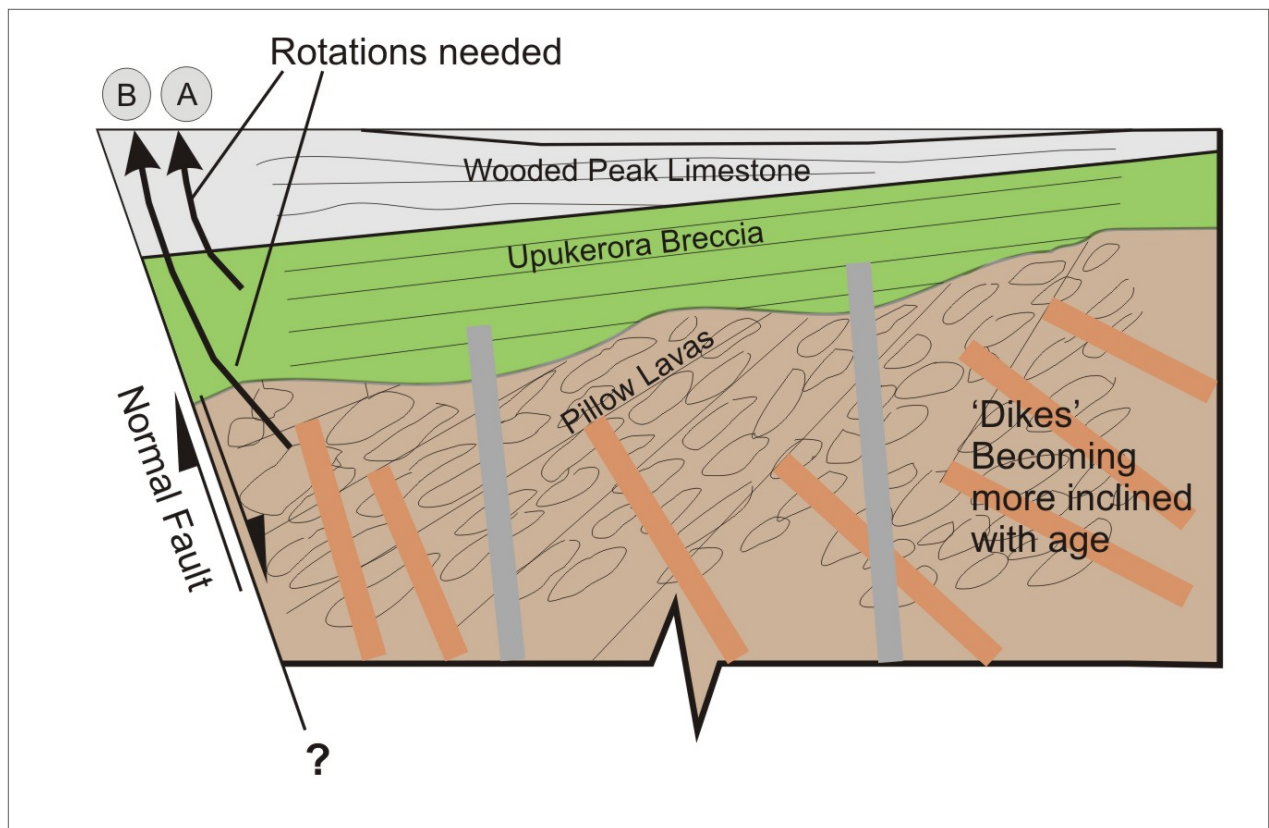 Rotations needed
B
A
Wooded Peak Limestone
Upukerora Breccia
Pillow Lavas
Normal Fault
'Dikes'
Becoming
more inclined
with age
?